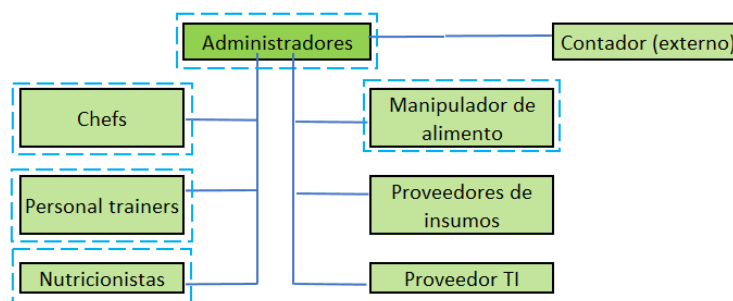 Administradores
Contador (externo)
Chefs
Manipulador de
alimento
Personal trainers
Proveedores de
insumos
Nutricionistas
Proveedor TI